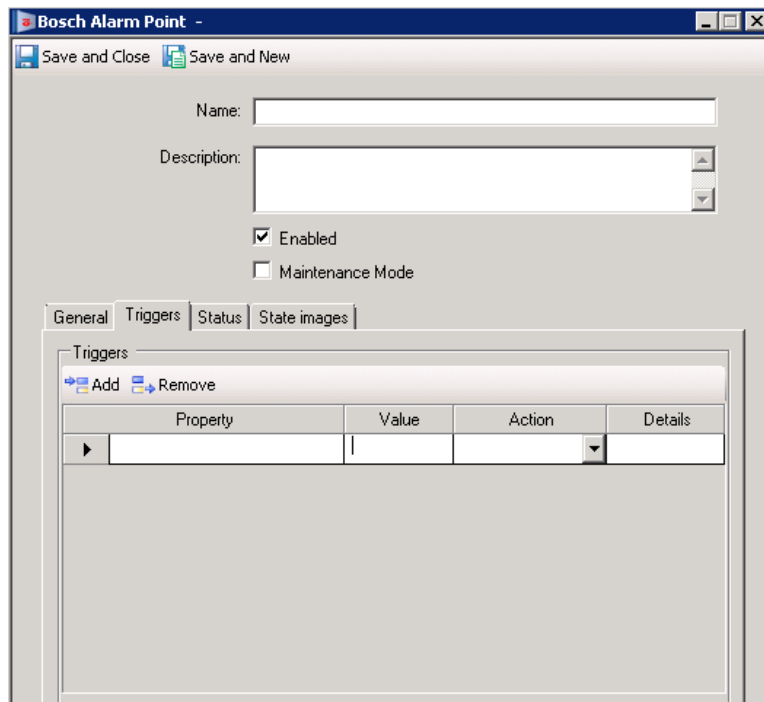 Bosch Alarm Point -
Save and Close Save and New
Name:
Description:
Enabled
Maintenance Mode
General Triggers Status State images
Triggers
Add Remove
Property Value Action Details